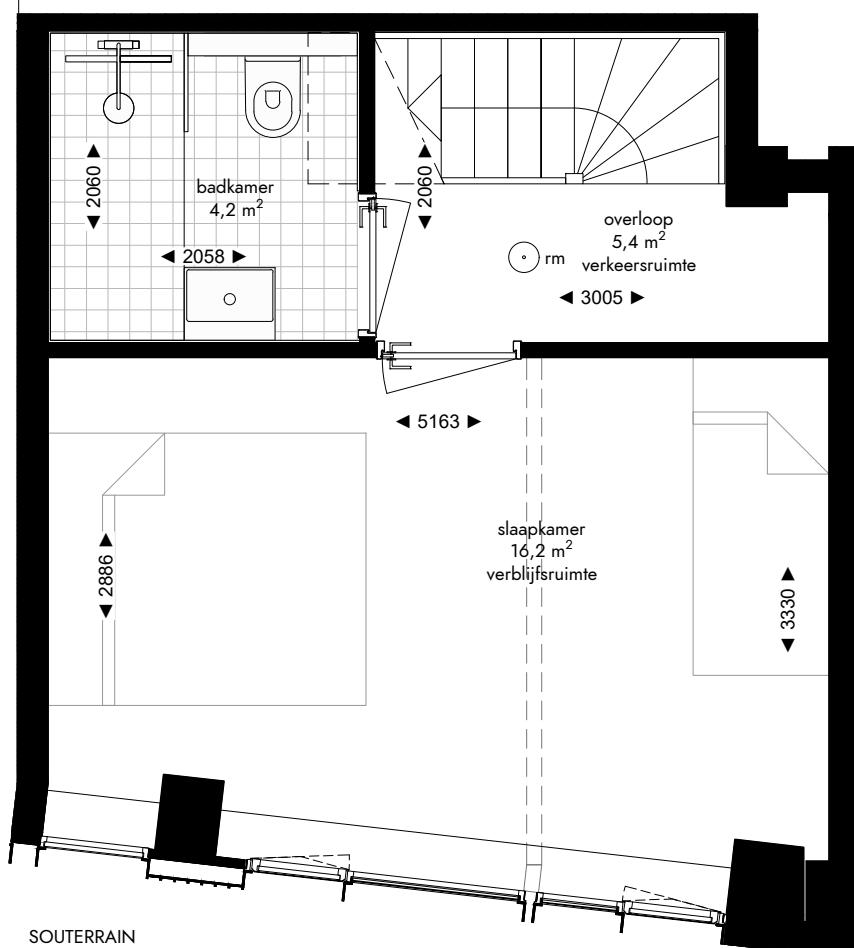 2060
badkamer
4,2 m²
2058
2060
overloop
5,4 m²
verkeersruimte
rm
3005
5163
slaapkamer
16,2 m²
verblijfsruimte
2886
3330
SOUTERRAIN